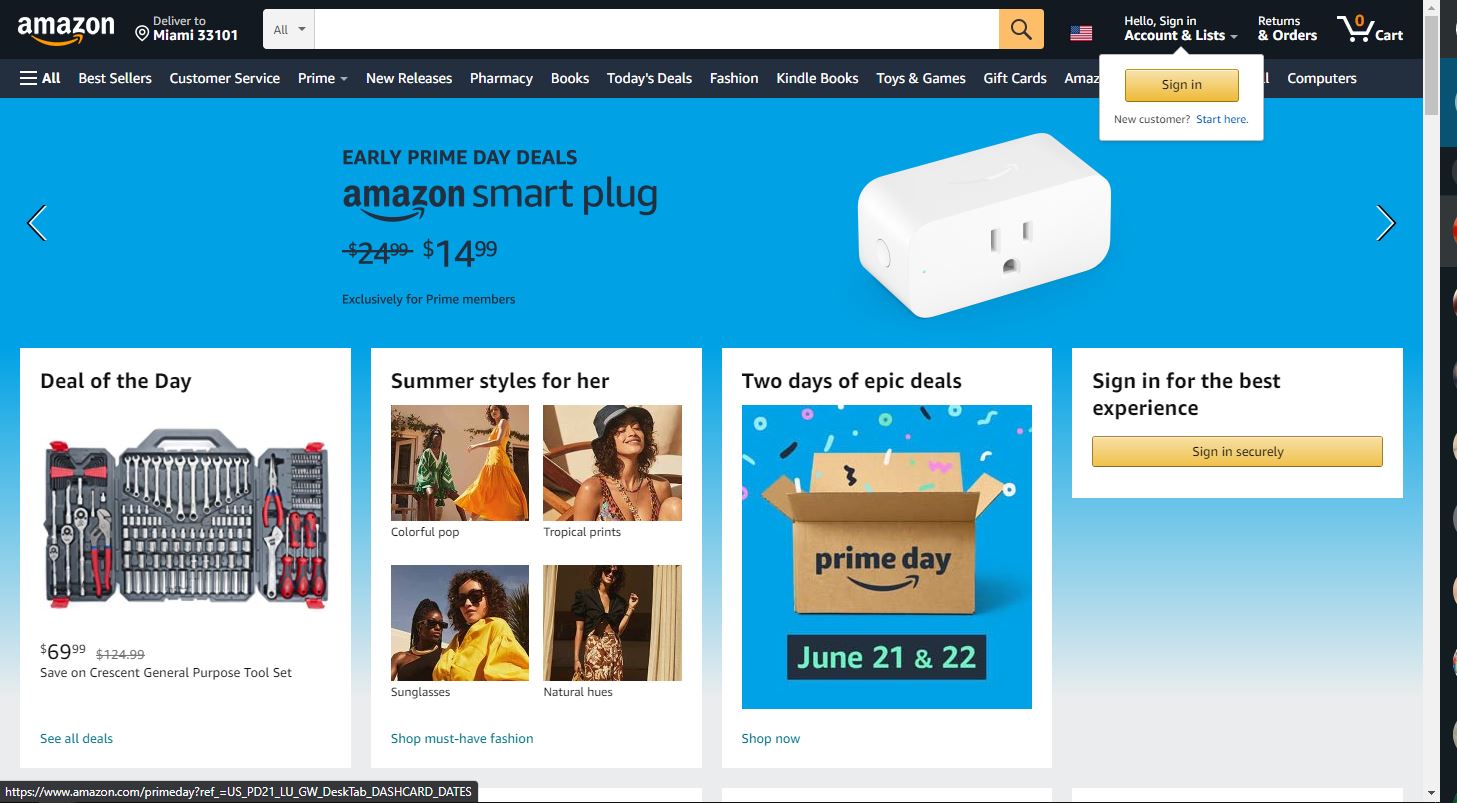 amazon
Deliver to
Miami 33101
All
Hello, Sign in
Account & Lists
Returns
& Orders
0
Cart
All Best Sellers Customer Service Prime New Releases Pharmacy Books Today's Deals Fashion Kindle Books Toys & Games Gift Cards Computers
Sign in
New customer? Start here.
EARLY PRIME DAY DEALS
amazon smart plug
$24.99 $14.99
Exclusively for Prime members
Deal of the Day
$69.99 $124.99
Save on Crescent General Purpose Tool Set
See all deals
Summer styles for her
Colorful pop
Tropical prints
Sunglasses
Natural hues
Shop must-have fashion
Two days of epic deals
prime day
June 21 & 22
Shop now
Sign in for the best
experience
Sign in securely
https://www.amazon.com/primeday?ref_=US_PD21_LU_GW_DeskTab_DASHCARD_DATES